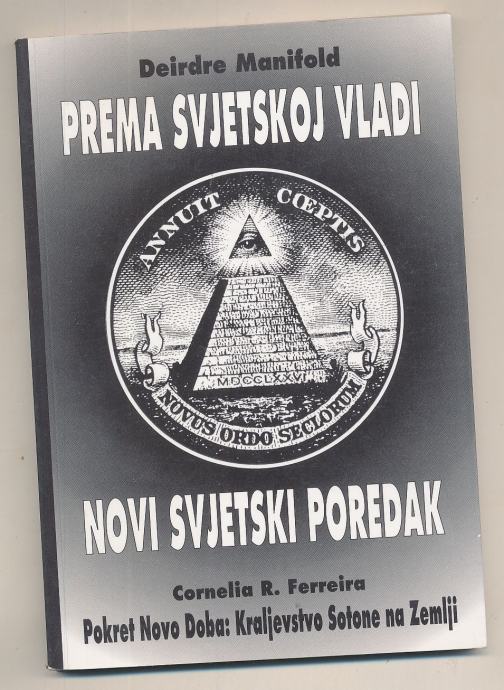 Deirdre Manifold
PREMA SVJETSKOJ VLADI
ANNUIT CŒPTIS
MDCCLXXVI
NOVUS ORDO SECLORUM
NOVI SVJETSKI POREDAK
Cornelia R. Ferreira
Pokret Novo Doba: Kraljevstvo Sotone na Zemlji